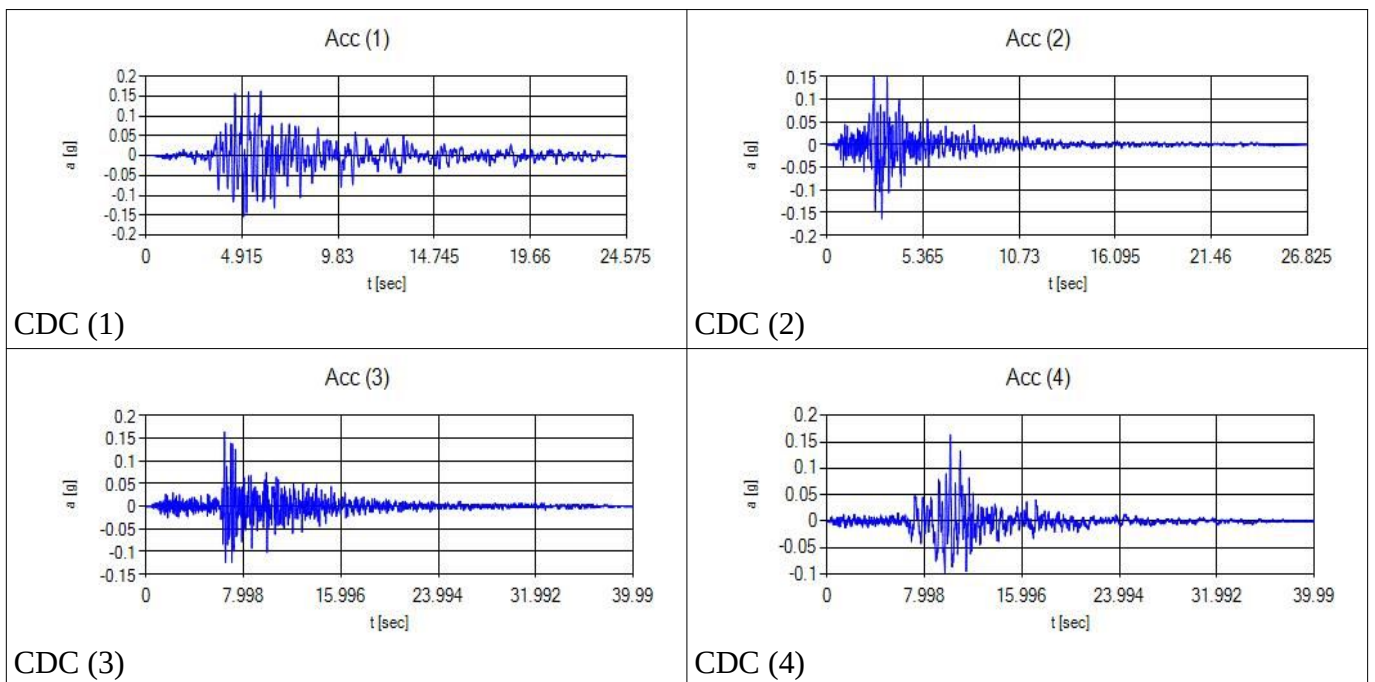 Acc (1)
0.2
0.15
0.1
0.05
0
-0.05
-0.1
-0.15
-0.2
a [g]
0 4.915 9.83 14.745 19.66 24.575
t [sec]
CDC (1)
Acc (2)
0.15
0.1
0.05
0
-0.05
-0.1
-0.15
-0.2
a [g]
0 5.365 10.73 16.095 21.46 26.825
t [sec]
CDC (2)
Acc (3)
0.2
0.15
0.1
0.05
0
-0.05
-0.1
-0.15
a [g]
0 7.998 15.996 23.994 31.992 39.99
t [sec]
CDC (3)
Acc (4)
0.2
0.15
0.1
0.05
0
-0.05
-0.1
a [g]
0 7.998 15.996 23.994 31.992 39.99
t [sec]
CDC (4)